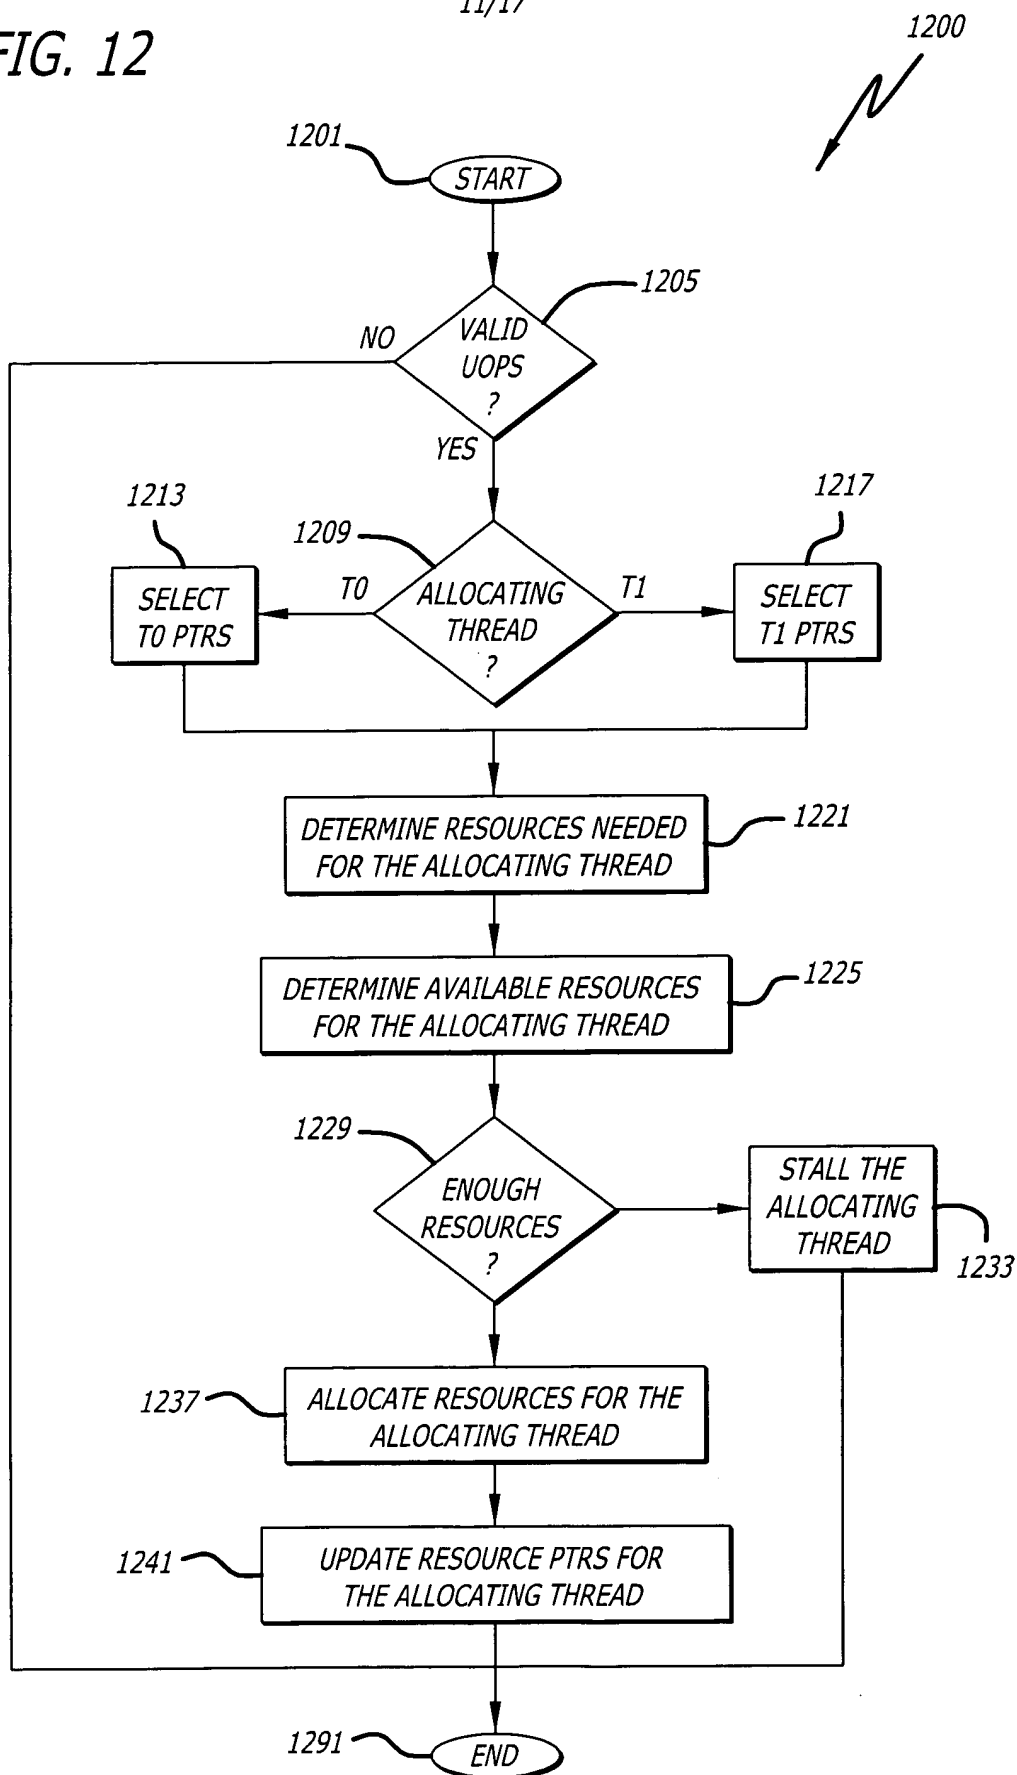 11/17
FIG. 12
1200
1201
START
1205
NO
VALID
UOPS
?
YES
1213
1217
1209
T0
ALLOCATING
THREAD
?
T1
SELECT
T0 PTRS
SELECT
T1 PTRS
DETERMINE RESOURCES NEEDED
FOR THE ALLOCATING THREAD
1221
DETERMINE AVAILABLE RESOURCES
FOR THE ALLOCATING THREAD
1225
1229
ENOUGH
RESOURCES
?
STALL THE
ALLOCATING
THREAD
1233
1237
ALLOCATE RESOURCES FOR THE
ALLOCATING THREAD
1241
UPDATE RESOURCE PTRS FOR
THE ALLOCATING THREAD
1291
END